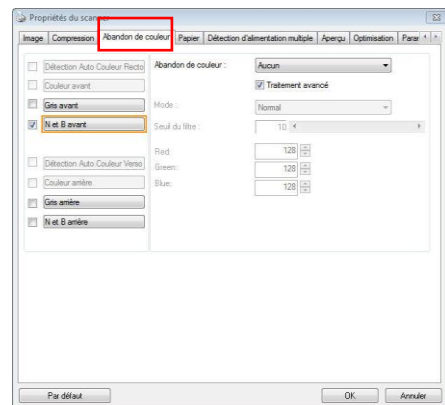 Propriétés du scanner
Image Compression Abandon de couleur Papier Détection d'alimentation multiple Aperçu Optimisation Parar
Détection Auto Couleur Recto
Couleur avant
Gris avant
N et B avant
Détection Auto Couleur Verso
Couleur arrière
Gris arrière
N et B arrière
Abandon de couleur : Aucun
Traitement avancé
Mode : Normal
Seuil du filtre : 10
Red: 128
Green: 128
Blue: 128
Par défaut OK Annuler